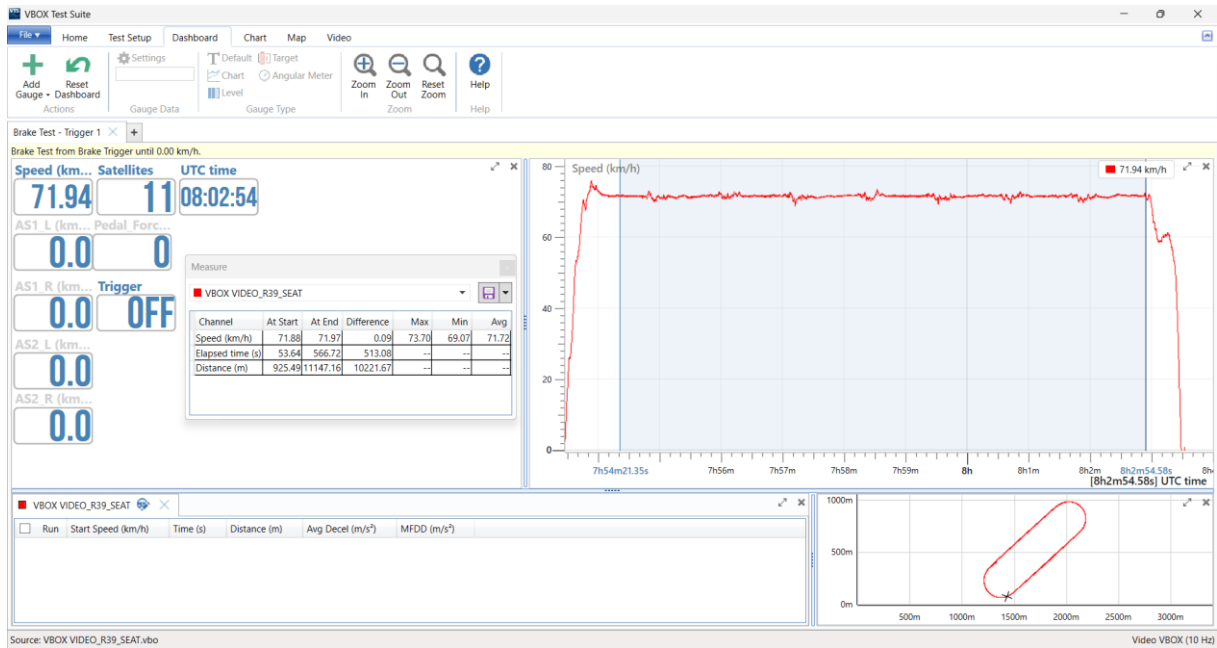 VBOX Test Suite
File Home Test Setup Dashboard Chart Map Video
Settings Default Target
Add Gauge Reset Dashboard Chart Angular Meter Zoom In Zoom Out Reset Zoom Help
Level
Actions Gauge Data Gauge Type Zoom Help
Brake Test - Trigger 1
Brake Test from Brake Trigger until 0.00 km/h.
Speed (km... Satellites UTC time
71.94 11 08:02:54
AS1_L (km... Pedal_Forc...
0.0 0
AS1_R (km... Trigger
0.0 OFF
AS2_L (km...
0.0
AS2_R (km...
0.0
Measure
VBOX VIDEO_R39_SEAT
Channel At Start At End Difference Max Min Avg
Speed (km/h) 71.88 71.97 0.09 73.70 69.07 71.72
Elapsed time (s) 53.64 566.72 513.08 -- -- --
Distance (m) 925.49 11147.16 10221.67 -- -- --
Speed (km/h)
71.94 km/h
80
60
40
20
0
7h54m21.35s 7h56m 7h57m 7h58m 7h59m 8h 8h1m 8h2m 8h2m54.58s
[8h2m54.58s] UTC time
VBOX VIDEO_R39_SEAT
Run Start Speed (km/h) Time (s) Distance (m) Avg Decel (m/s²) MFDD (m/s²)
1000m
500m
0m
500m 1000m 1500m 2000m 2500m 3000m
Source: VBOX VIDEO_R39_SEAT.vbo
Video VBOX (10 Hz)